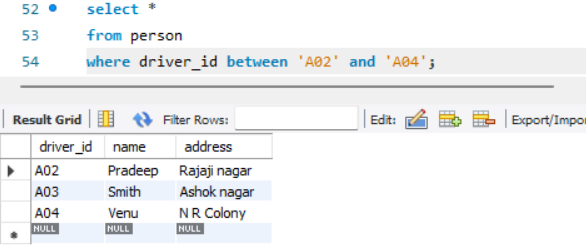 52 select *
53 from person
54 where driver_id between 'A02' and 'A04';
Result Grid Filter Rows: Edit: Export/Impor
driver_id name address
A02 Pradeep Rajaji nagar
A03 Smith Ashok nagar
A04 Venu N R Colony
NULL NULL NULL